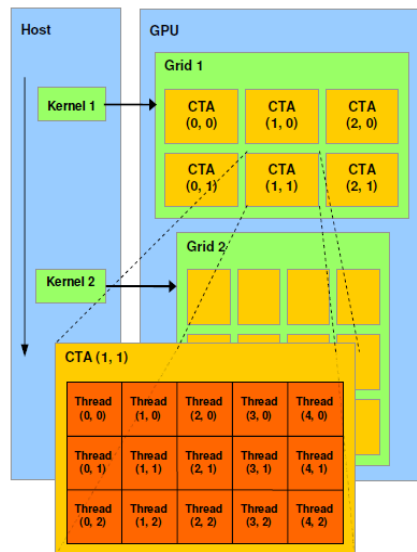 Host
GPU
Grid 1
Kernel 1
CTA
(0, 0)
CTA
(1, 0)
CTA
(2, 0)
CTA
(0, 1)
CTA
(1, 1)
CTA
(2, 1)
Grid 2
Kernel 2
CTA (1, 1)
Thread
(0, 0)
Thread
(1, 0)
Thread
(2, 0)
Thread
(3, 0)
Thread
(4, 0)
Thread
(0, 1)
Thread
(1, 1)
Thread
(2, 1)
Thread
(3, 1)
Thread
(4, 1)
Thread
(0, 2)
Thread
(1, 2)
Thread
(2, 2)
Thread
(3, 2)
Thread
(4, 2)